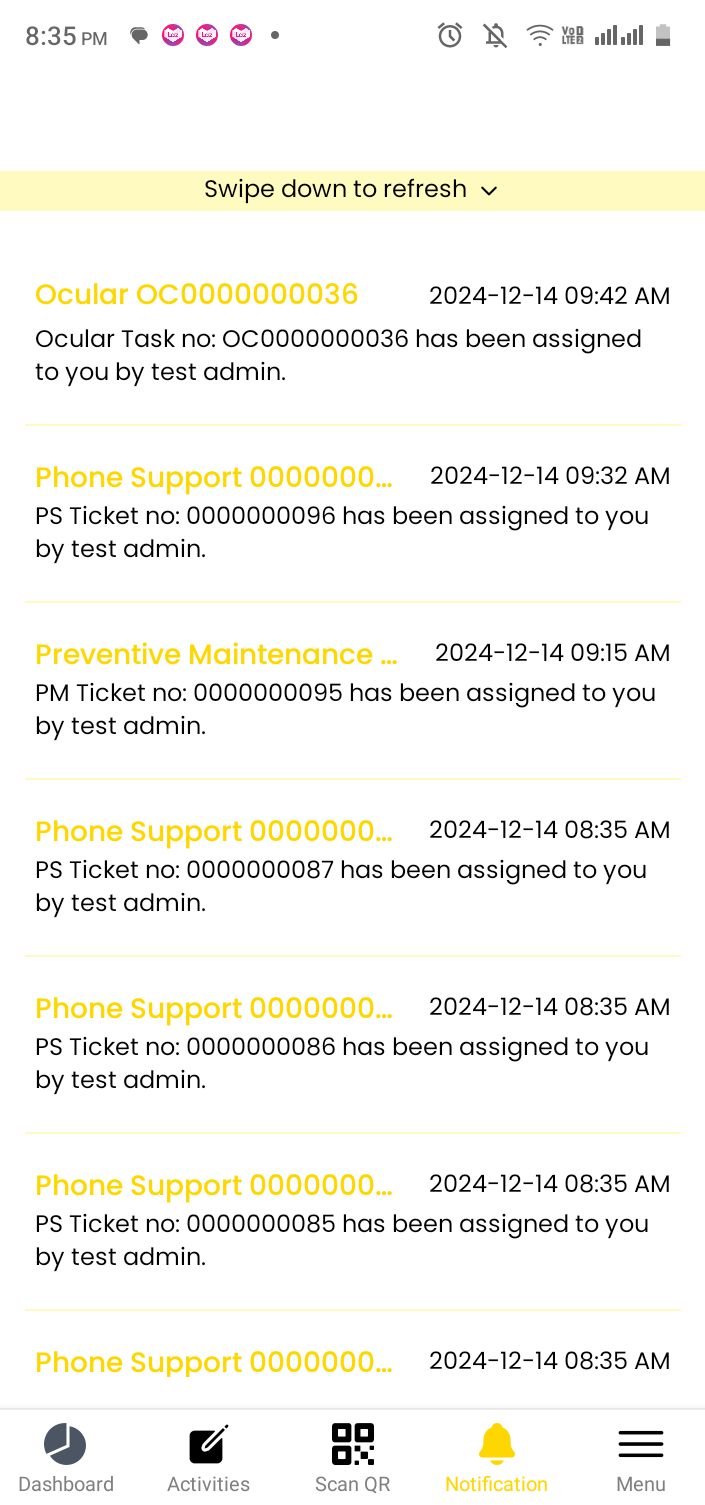 8:35 PM
Swipe down to refresh
Ocular OC0000000036 2024-12-14 09:42 AM
Ocular Task no: OC0000000036 has been assigned
to you by test admin.
Phone Support 0000000... 2024-12-14 09:32 AM
PS Ticket no: 0000000096 has been assigned to you
by test admin.
Preventive Maintenance ... 2024-12-14 09:15 AM
PM Ticket no: 0000000095 has been assigned to you
by test admin.
Phone Support 0000000... 2024-12-14 08:35 AM
PS Ticket no: 0000000087 has been assigned to you
by test admin.
Phone Support 0000000... 2024-12-14 08:35 AM
PS Ticket no: 0000000086 has been assigned to you
by test admin.
Phone Support 0000000... 2024-12-14 08:35 AM
PS Ticket no: 0000000085 has been assigned to you
by test admin.
Phone Support 0000000... 2024-12-14 08:35 AM
Dashboard Activities Scan QR Notification Menu